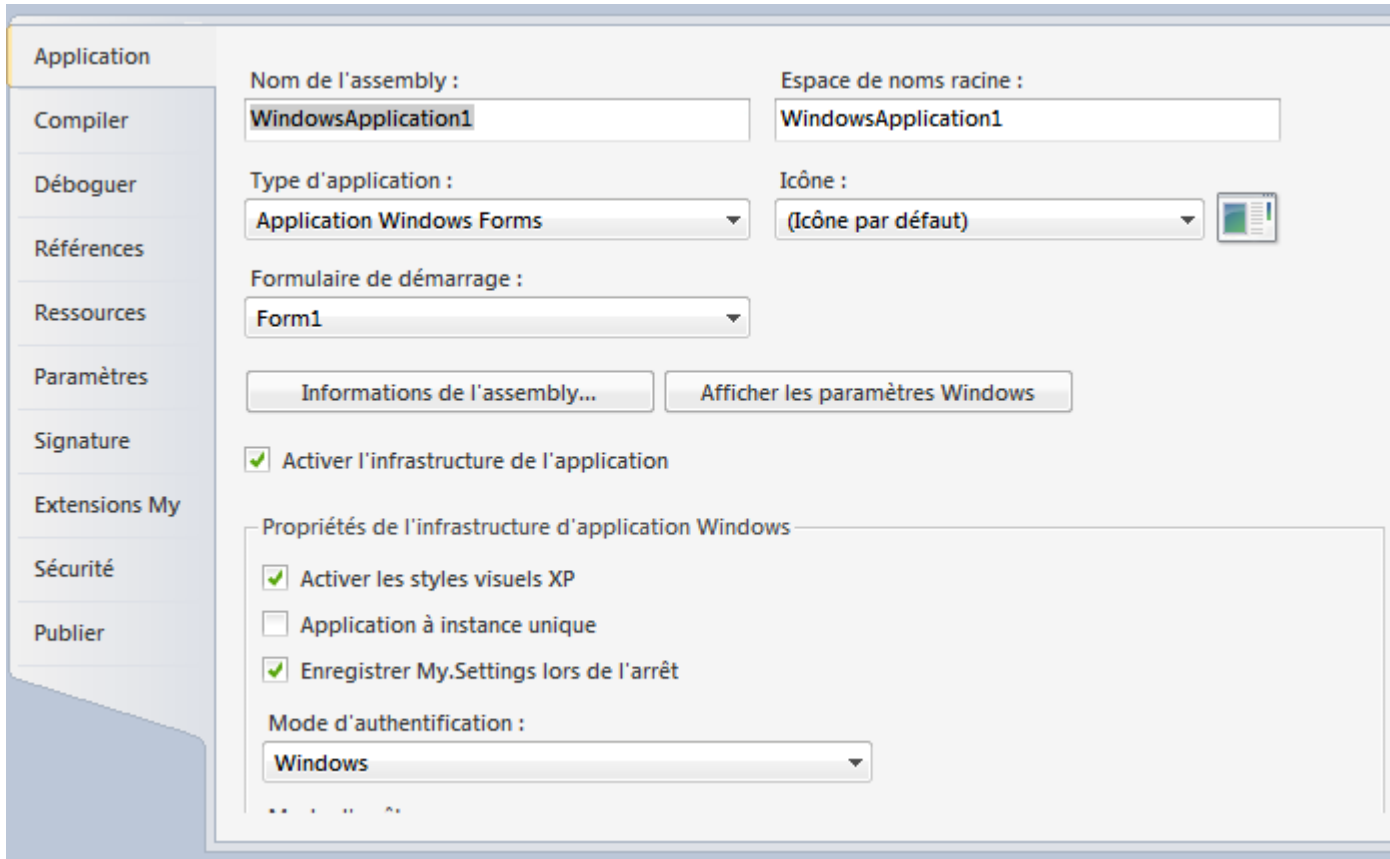 Application
Compiler
Déboguer
Références
Ressources
Paramètres
Signature
Extensions My
Sécurité
Publier
Nom de l'assembly :
WindowsApplication1
Espace de noms racine :
WindowsApplication1
Type d'application :
Application Windows Forms
Icône :
(Icône par défaut)
Formulaire de démarrage :
Form1
Informations de l'assembly...
Afficher les paramètres Windows
Activer l'infrastructure de l'application
Propriétés de l'infrastructure d'application Windows
Activer les styles visuels XP
Application à instance unique
Enregistrer My.Settings lors de l'arrêt
Mode d'authentification :
Windows